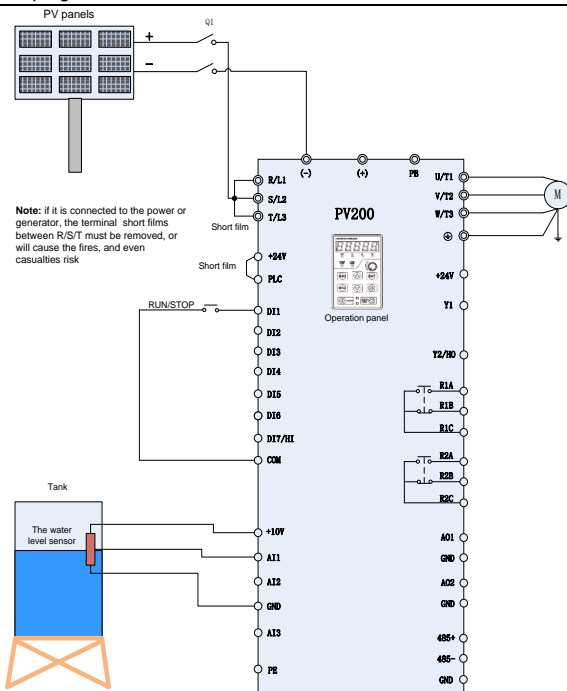 PV panels
Q1
+
−
(-)
(+)
PB
R/L1
S/L2
T/L3
Short film
U/T1
V/T2
W/T3
M
PV200
Note: if it is connected to the power or
generator, the terminal short films
between R/S/T must be removed, or
will cause the fires, and even
casualties risk
+24V
Short film
PLC
Operation panel
+24V
Y1
Y2/HO
RUN/STOP
DI1
DI2
DI3
DI4
DI5
DI6
DI7/HI
COM
R1A
R1B
R1C
R2A
R2B
R2C
Tank
The water
level sensor
+10V
AI1
AI2
GND
AI3
PE
AO1
GND
AO2
GND
485+
485-
GND